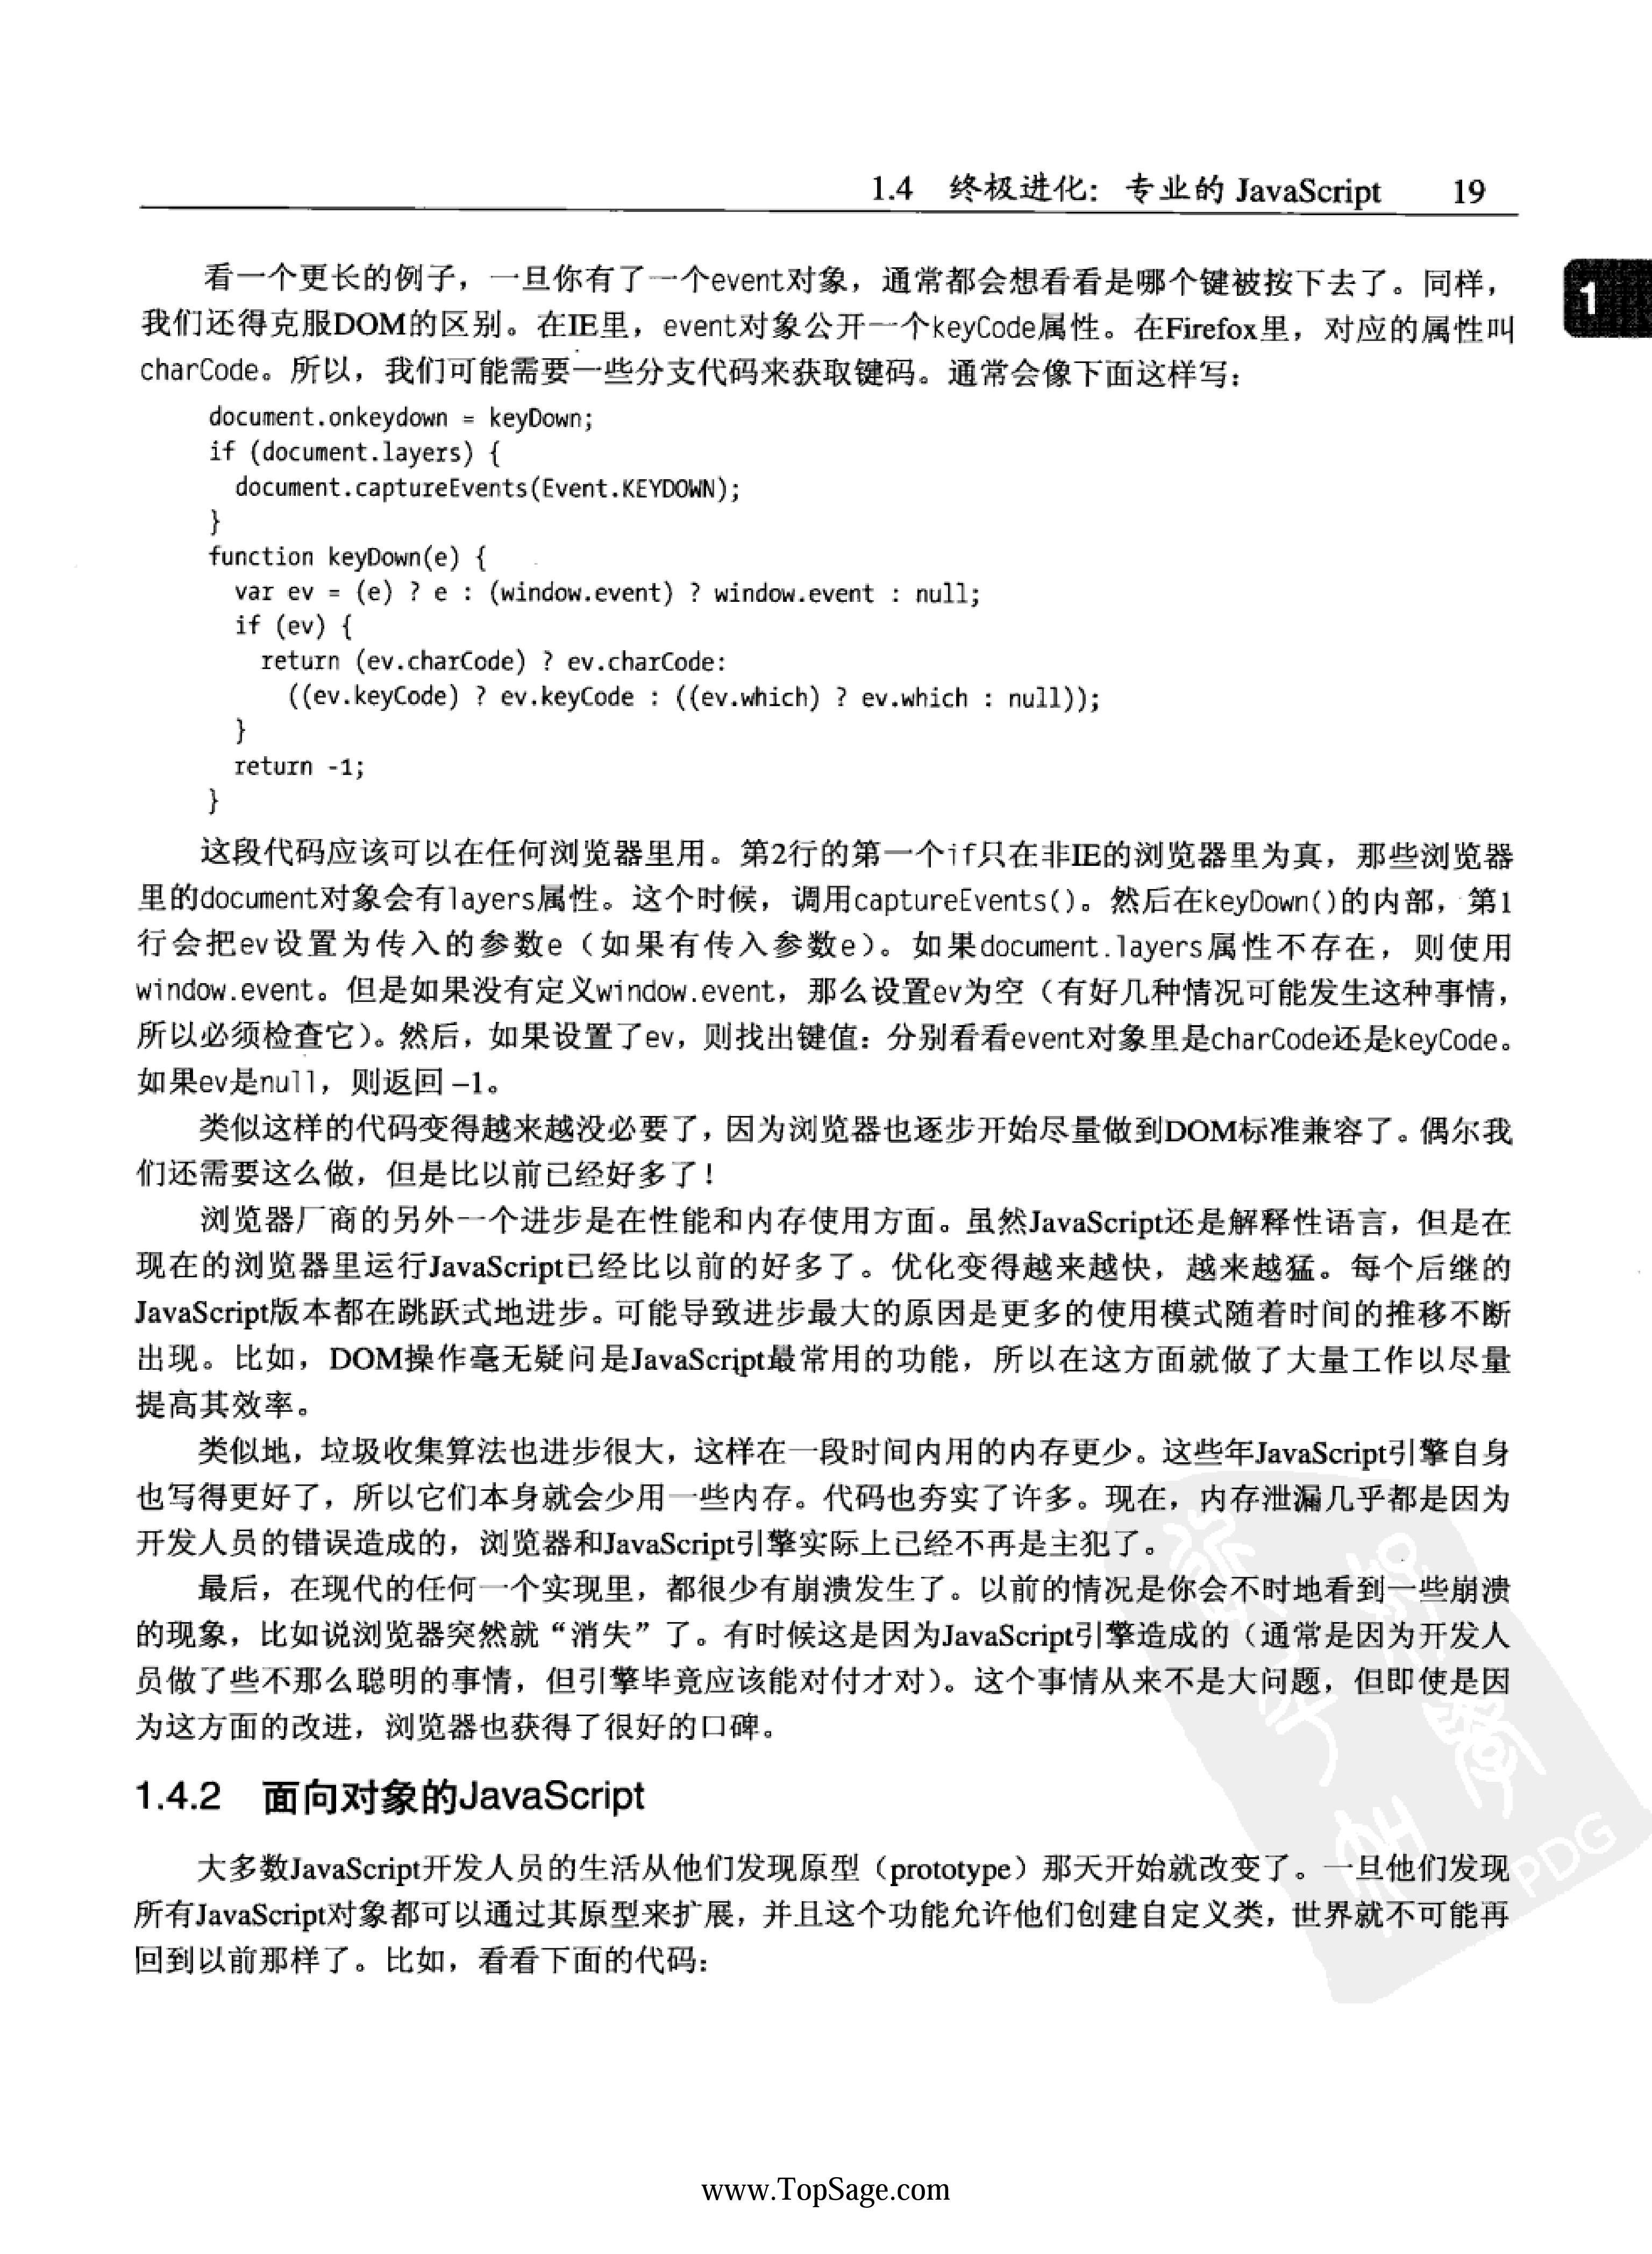 1.4 终极进化：专业的 JavaScript 19
看一个更长的例子，一旦你有了一个event对象，通常都会想看看是哪个键被按下去了。同样，
1
我们还得克服DOM的区别。在IE里，event对象公开一个keyCode属性。在Firefox里，对应的属性叫
charCode。所以，我们可能需要一些分支代码来获取键码。通常会像下面这样写：
document.onkeydown = keyDown;
if (document.layers) {
document.captureEvents(Event.KEYDOWN);
}
function keyDown(e) {
var ev = (e) ? e : (window.event) ? window.event : null;
if (ev) {
return (ev.charCode) ? ev.charCode:
((ev.keyCode) ? ev.keyCode : ((ev.which) ? ev.which : null));
}
return -1;
}
这段代码应该可以在任何浏览器里用。第2行的第一个if只在非IE的浏览器里为真，那些浏览器
里的document对象会有layers属性。这个时候，调用captureEvents()。然后在keyDown()的内部，第1
行会把ev设置为传入的参数e（如果有传入参数e）。如果document.layers属性不存在，则使用
window.event。但是如果没有定义window.event，那么设置ev为空（有好几种情况可能发生这种事情，
所以必须检查它）。然后，如果设置了ev，则找出键值：分别看看event对象里是charCode还是keyCode。
如果ev是null，则返回 –1。
类似这样的代码变得越来越没必要了，因为浏览器也逐步开始尽量做到DOM标准兼容了。偶尔我
们还需要这么做，但是比以前已经好多了！
浏览器厂商的另外一个进步是在性能和内存使用方面。虽然JavaScript还是解释性语言，但是在
现在的浏览器里运行JavaScript已经比以前的好多了。优化变得越来越快，越来越猛。每个后继的
JavaScript版本都在跳跃式地进步。可能导致进步最大的原因是更多的使用模式随着时间的推移不断
出现。比如，DOM操作毫无疑问是JavaScript最常用的功能，所以在这方面就做了大量工作以尽量
提高其效率。
类似地，垃圾收集算法也进步很大，这样在一段时间内用的内存更少。这些年JavaScript引擎自身
也写得更好了，所以它们本身就会少用一些内存。代码也夯实了许多。现在，内存泄漏几乎都是因为
开发人员的错误造成的，浏览器和JavaScript引擎实际上已经不再是主犯了。
最后，在现代的任何一个实现里，都很少有崩溃发生了。以前的情况是你会不时地看到一些崩溃
的现象，比如说浏览器突然就“消失”了。有时候这是因为JavaScript引擎造成的（通常是因为开发人
员做了些不那么聪明的事情，但引擎毕竟应该能对付才对）。这个事情从来不是大问题，但即使是因
为这方面的改进，浏览器也获得了很好的口碑。
1.4.2 面向对象的JavaScript
大多数JavaScript开发人员的生活从他们发现原型（prototype）那天开始就改变了。一旦他们发现
所有JavaScript对象都可以通过其原型来扩展，并且这个功能允许他们创建自定义类，世界就不可能再
回到以前那样了。比如，看看下面的代码：
PDG
www.TopSage.com